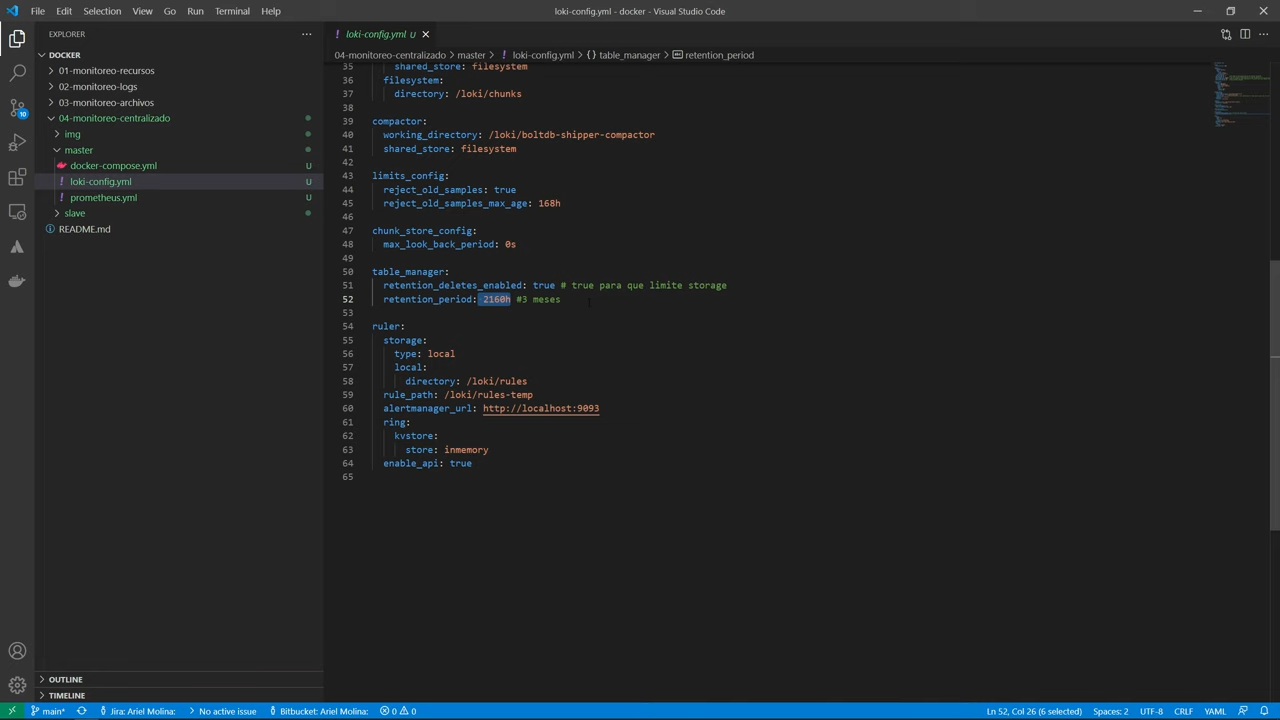 File Edit Selection View Go Run Terminal Help
loki-config.yml - docker - Visual Studio Code
EXPLORER
DOCKER
01-monitoreo-recursos
02-monitoreo-logs
03-monitoreo-archivos
04-monitoreo-centralizado
img
master
docker-compose.yml U
loki-config.yml U
prometheus.yml U
slave
README.md
OUTLINE
TIMELINE
10
loki-config.yml U
04-monitoreo-centralizado > master > loki-config.yml > {} table_manager > retention_period
35 shared_store: filesystem
36 filesystem:
37 directory: /loki/chunks
38
39 compactor:
40 working_directory: /loki/boltdb-shipper-compactor
41 shared_store: filesystem
42
43 limits_config:
44 reject_old_samples: true
45 reject_old_samples_max_age: 168h
46
47 chunk_store_config:
48 max_look_back_period: 0s
49
50 table_manager:
51 retention_deletes_enabled: true # true para que limite storage
52 retention_period: 2160h #3 meses
53
54 ruler:
55 storage:
56 type: local
57 local:
58 directory: /loki/rules
59 rule_path: /loki/rules-temp
60 alertmanager_url: http://localhost:9093
61 ring:
62 kvstore:
63 store: inmemory
64 enable_api: true
65
main* Jira: Ariel Molina: No active issue Bitbucket: Ariel Molina: 0 0 Ln 52, Col 26 (6 selected) Spaces: 2 UTF-8 CRLF YAML